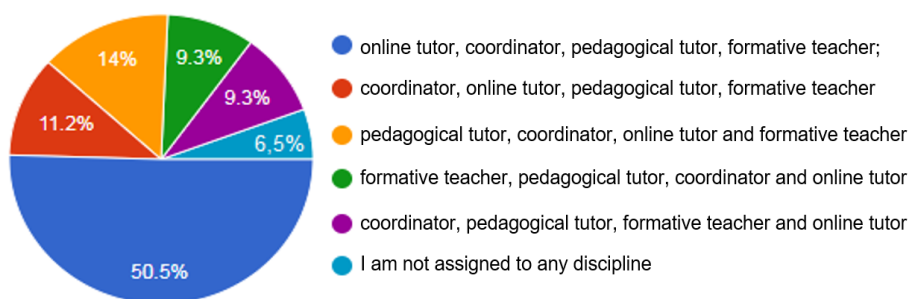 14%
9.3%
11.2%
9.3%
6,5%
50.5%
online tutor, coordinator, pedagogical tutor, formative teacher;
coordinator, online tutor, pedagogical tutor, formative teacher
pedagogical tutor, coordinator, online tutor and formative teacher
formative teacher, pedagogical tutor, coordinator and online tutor
coordinator, pedagogical tutor, formative teacher and online tutor
I am not assigned to any discipline